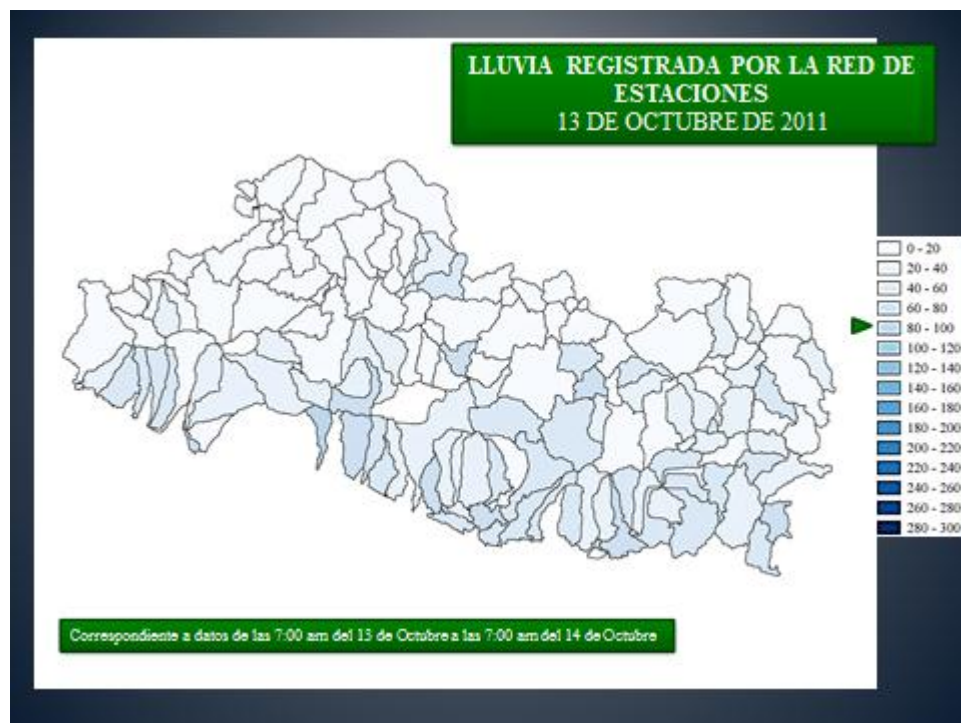 LLUVIA REGISTRADA POR LA RED DE
ESTACIONES
13 DE OCTUBRE DE 2011
0 - 20
20 - 40
40 - 60
60 - 80
80 - 100
100 - 120
120 - 140
140 - 160
160 - 180
180 - 200
200 - 220
220 - 240
240 - 260
260 - 280
280 - 300
Correspondiente a datos de las 7:00 am del 13 de Octubre a las 7:00 am del 14 de Octubre